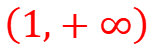 (1, + ∞)